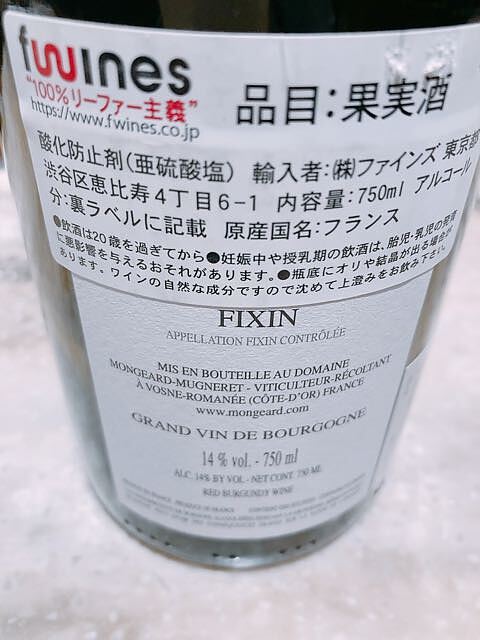 fwines
"100%リーファー主義"
https://www.fwines.co.jp
品目:果実酒
酸化防止剤(亜硫酸塩) 輸入者:㈱ファインズ 東京都
渋谷区恵比寿4丁目6-1 内容量:750ml アルコール
分:裏ラベルに記載 原産国名:フランス
●飲酒は20歳を過ぎてから●妊娠中や授乳期の飲酒は、胎児・乳児の発育
に悪影響を与えるおそれがあります。●瓶底にオリや結晶が出る場合が
あります。ワインの自然な成分ですので沈めて上澄みをお飲み下さい。
FIXIN
APPELLATION FIXIN CONTRÔLÉE
MIS EN BOUTEILLE AU DOMAINE
MONGEARD-MUGNERET - VITICULTEUR-RÉCOLTANT
À VOSNE-ROMANÉE (CÔTE-D'OR) FRANCE
www.mongeard.com
GRAND VIN DE BOURGOGNE
14 % vol. - 750 ml
ALC. 14% BY VOL - NET CONT. 750 ML
RED BURGUNDY WINE